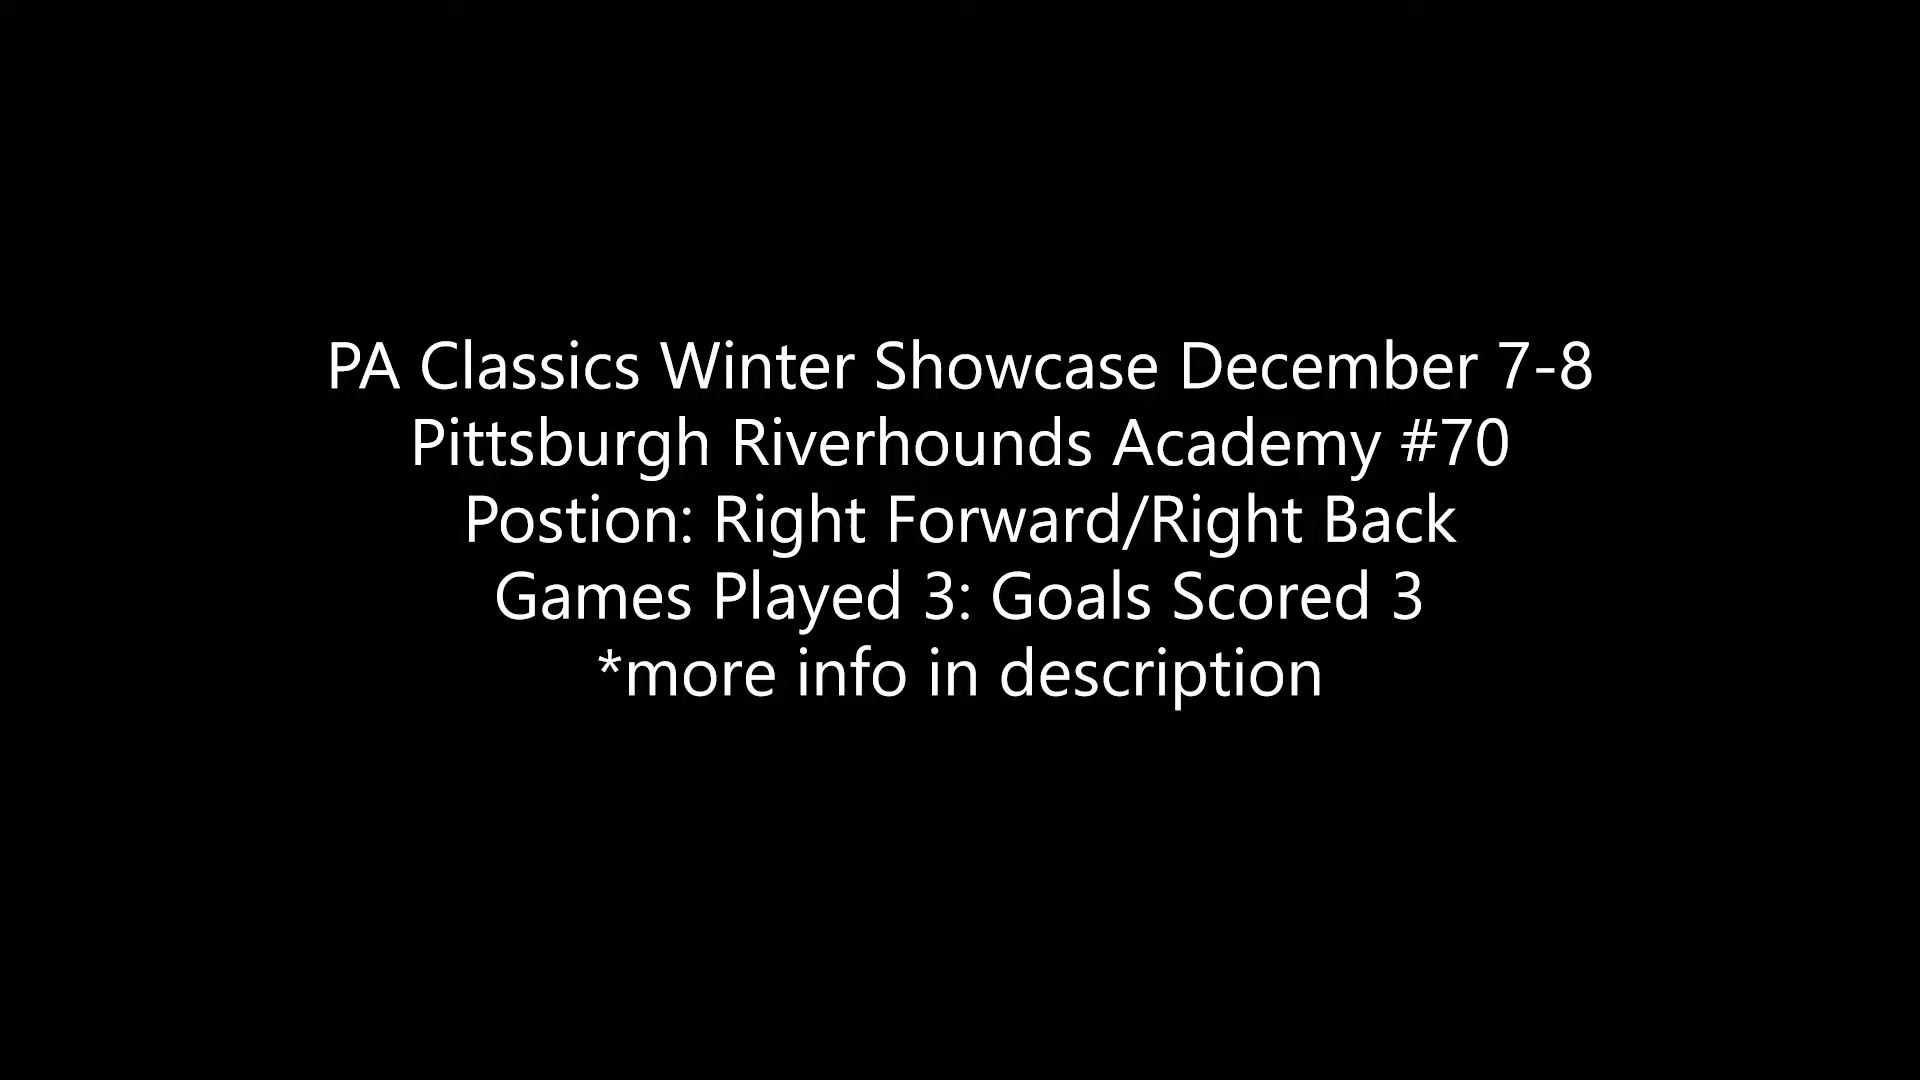 PA Classics Winter Showcase December 7-8
Pittsburgh Riverhounds Academy #70
Postion: Right Forward/Right Back
Games Played 3: Goals Scored 3
*more info in description